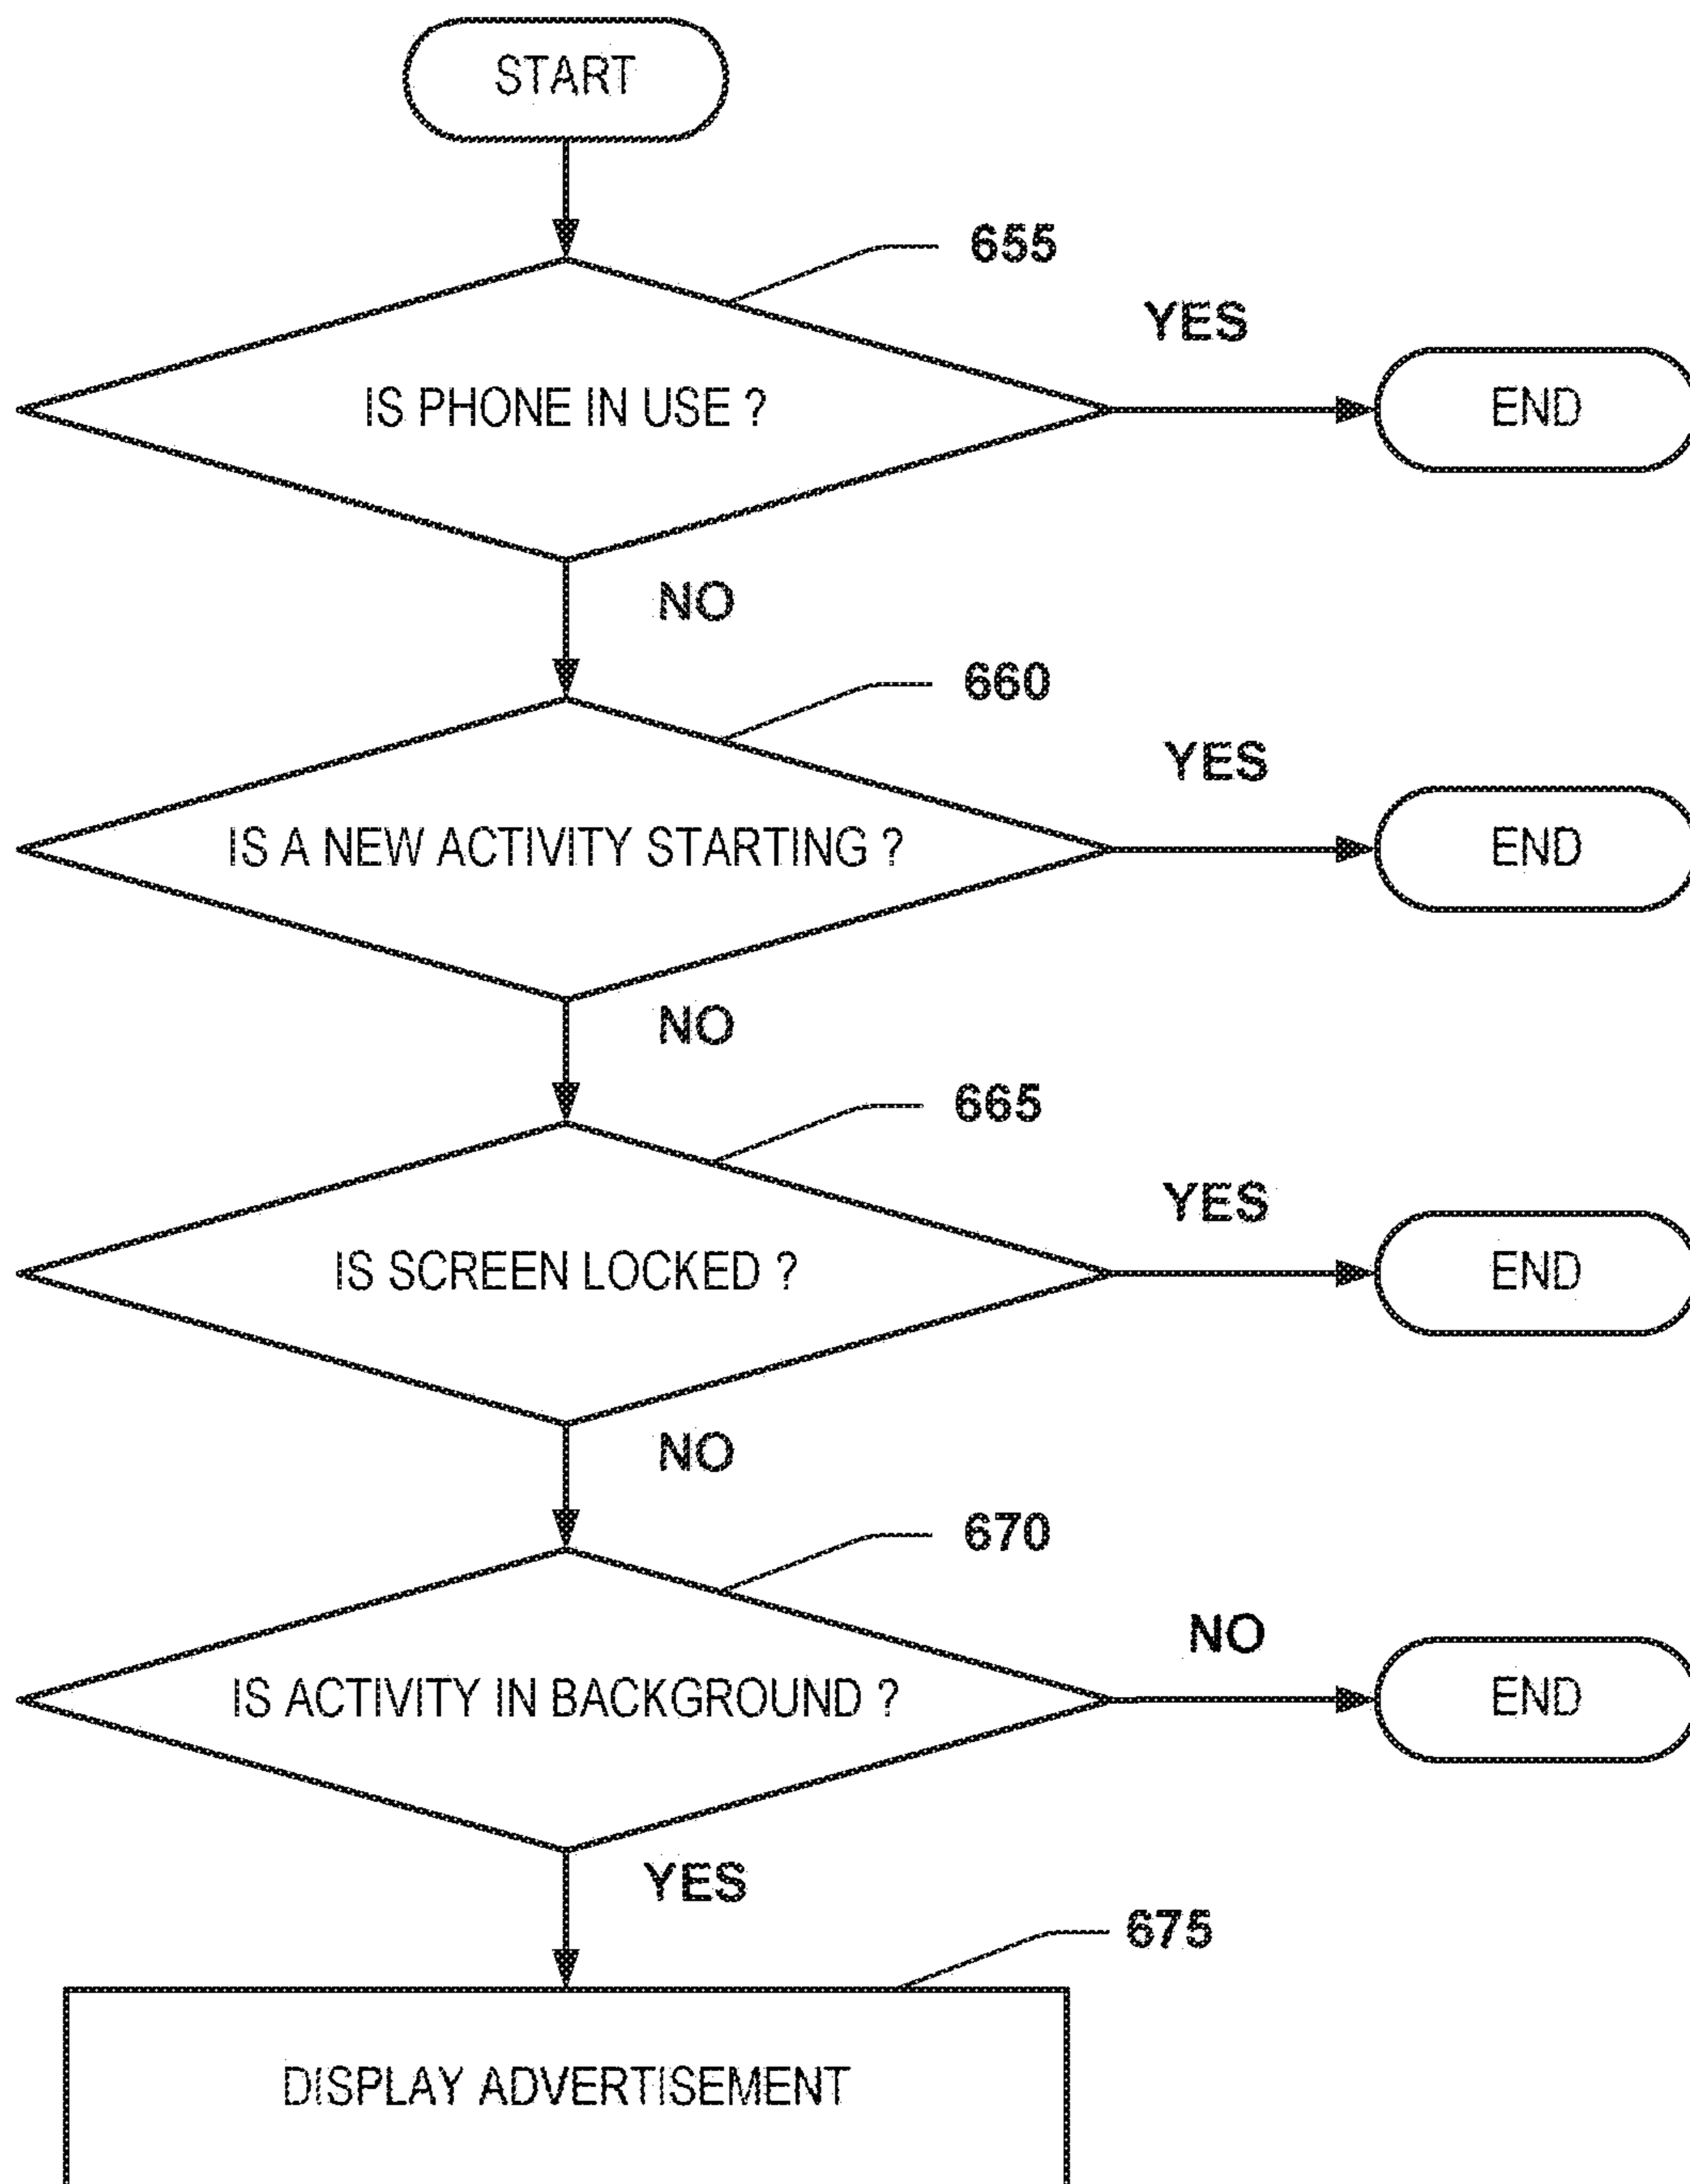 START
655
YES
IS PHONE IN USE ?
END
NO
660
YES
IS A NEW ACTIVITY STARTING ?
END
NO
665
YES
IS SCREEN LOCKED ?
END
NO
670
NO
IS ACTIVITY IN BACKGROUND ?
END
YES
675
DISPLAY ADVERTISEMENT